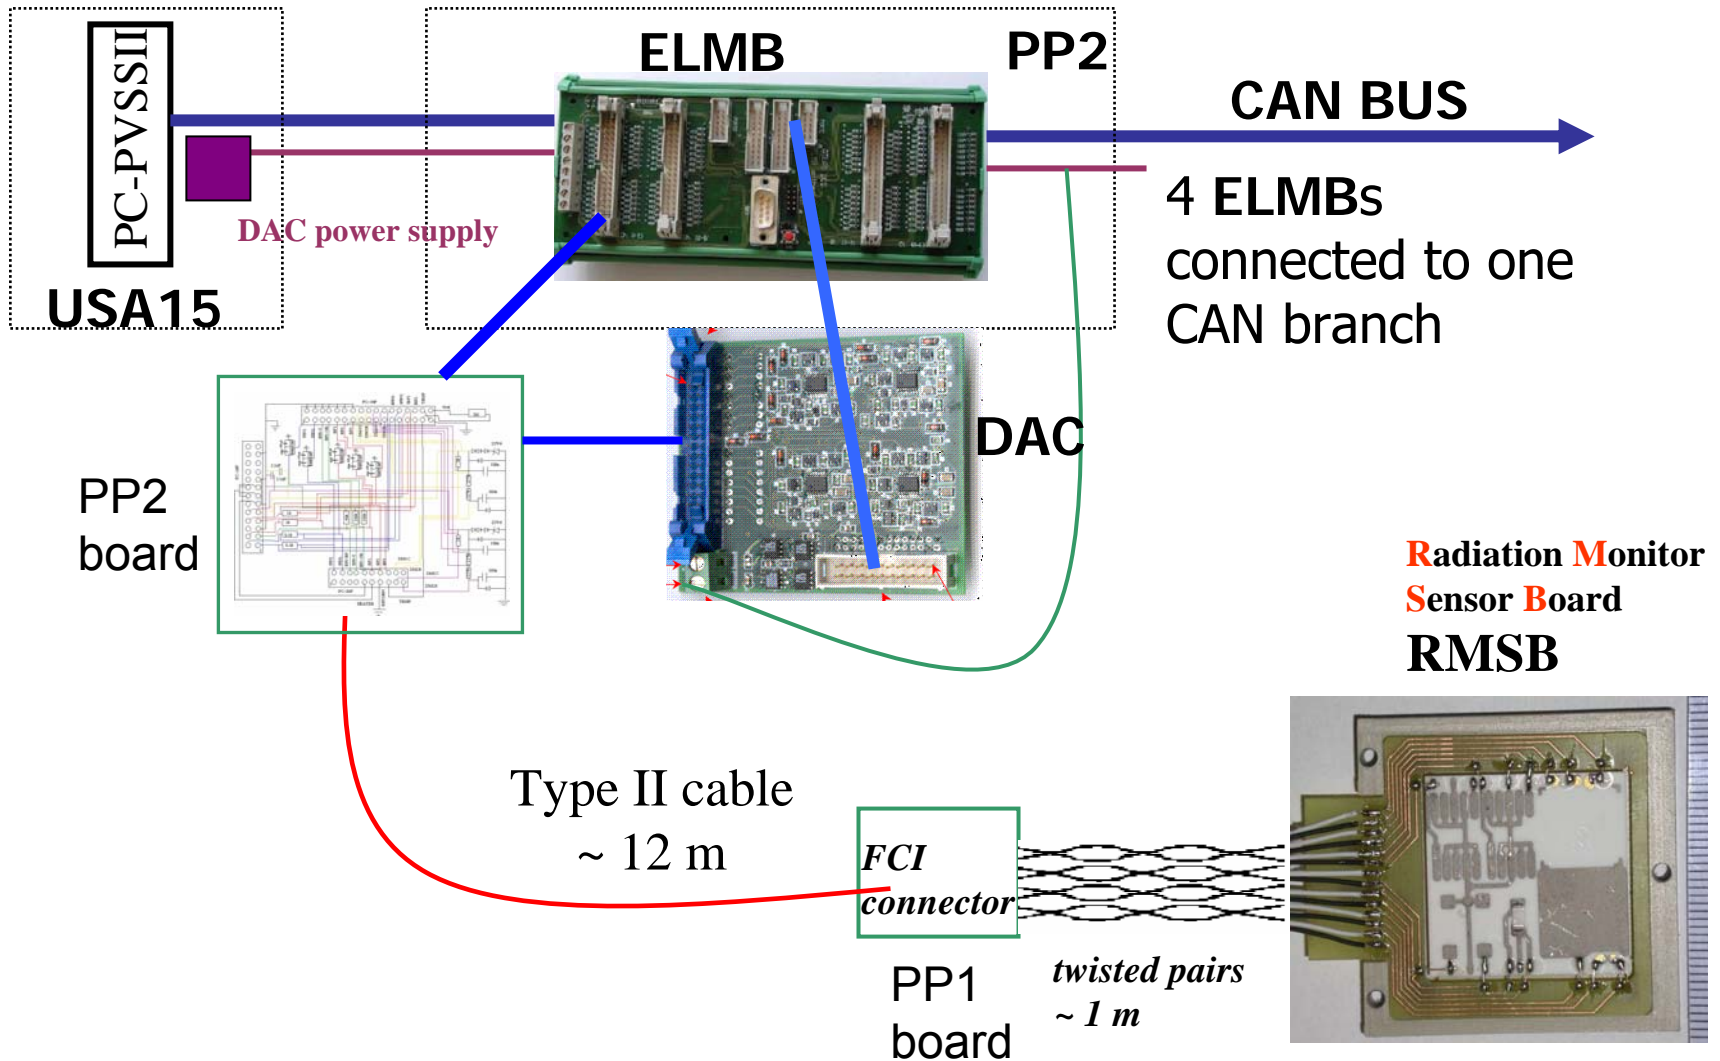 PC-PVSSII
USA15
DAC power supply
ELMB
PP2
CAN BUS
4 ELMBs
connected to one
CAN branch
DAC
PP2
board
Radiation Monitor
Sensor Board
RMSB
Type II cable
~ 12 m
FCI
connector
PP1
board
twisted pairs
~ 1 m